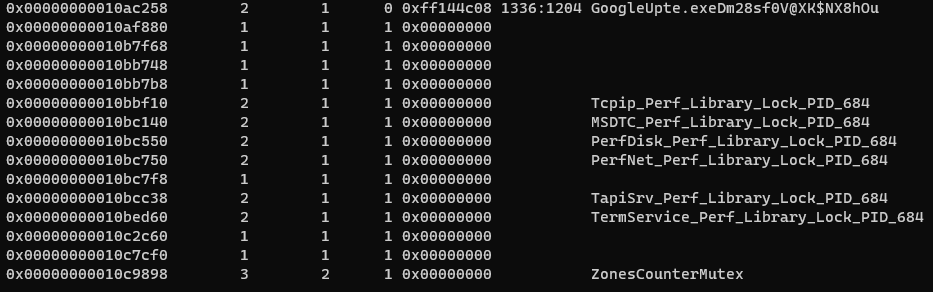 0x00000000010ac258 2 1 0 0xff144c08 1336:1204 GoogleUpte.exeDm28sf0V@XK$NX8hOu
0x00000000010af880 1 1 1 0x00000000
0x00000000010b7f68 1 1 1 0x00000000
0x00000000010bb748 1 1 1 0x00000000
0x00000000010bb7b8 1 1 1 0x00000000
0x00000000010bbf10 2 1 1 0x00000000 Tcpip_Perf_Library_Lock_PID_684
0x00000000010bc140 2 1 1 0x00000000 MSDTC_Perf_Library_Lock_PID_684
0x00000000010bc550 2 1 1 0x00000000 PerfDisk_Perf_Library_Lock_PID_684
0x00000000010bc750 2 1 1 0x00000000 PerfNet_Perf_Library_Lock_PID_684
0x00000000010bc7f8 1 1 1 0x00000000
0x00000000010bcc38 2 1 1 0x00000000 TapiSrv_Perf_Library_Lock_PID_684
0x00000000010bed60 2 1 1 0x00000000 TermService_Perf_Library_Lock_PID_684
0x00000000010c2c60 1 1 1 0x00000000
0x00000000010c7cf0 1 1 1 0x00000000
0x00000000010c9898 3 2 1 0x00000000 ZonesCounterMutex